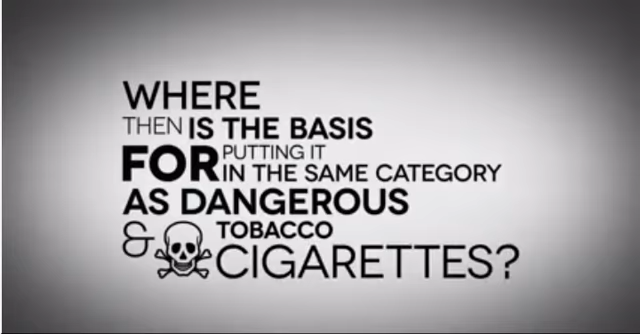 WHERE
THEN IS THE BASIS
FOR PUTTING IT
IN THE SAME CATEGORY
AS DANGEROUS
& TOBACCO
CIGARETTES?